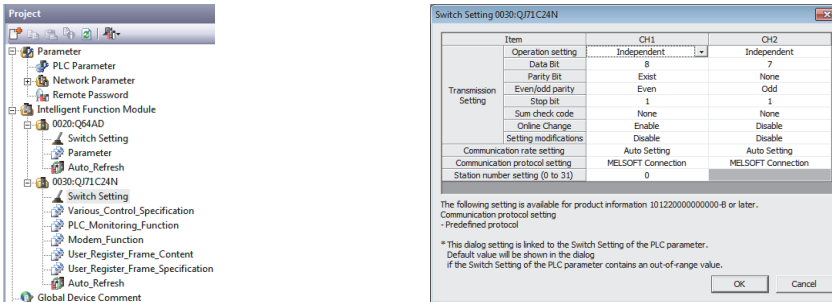 Project
Parameter
PLC Parameter
Network Parameter
Remote Password
Intelligent Function Module
0020:Q64AD
Switch Setting
Parameter
Auto_Refresh
0030:QJ71C24N
Switch Setting
Various_Control_Specification
PLC_Monitoring_Function
Modem_Function
User_Register_Frame_Content
User_Register_Frame_Specification
Auto_Refresh
Global Device Comment
Switch Setting 0030:QJ71C24N
Item CH1 CH2
Transmission Setting
Operation setting Independent Independent
Data Bit 8 7
Parity Bit Exist None
Even/odd parity Even Odd
Stop bit 1 1
Sum check code None None
Online Change Enable Disable
Setting modifications Disable Disable
Communication rate setting Auto Setting Auto Setting
Communication protocol setting MELSOFT Connection MELSOFT Connection
Station number setting (0 to 31) 0
The following setting is available for product information 101220000000000-B or later.
Communication protocol setting
- Predefined protocol
* This dialog setting is linked to the Switch Setting of the PLC parameter.
Default value will be shown in the dialog
if the Switch Setting of the PLC parameter contains an out-of-range value.
OK Cancel